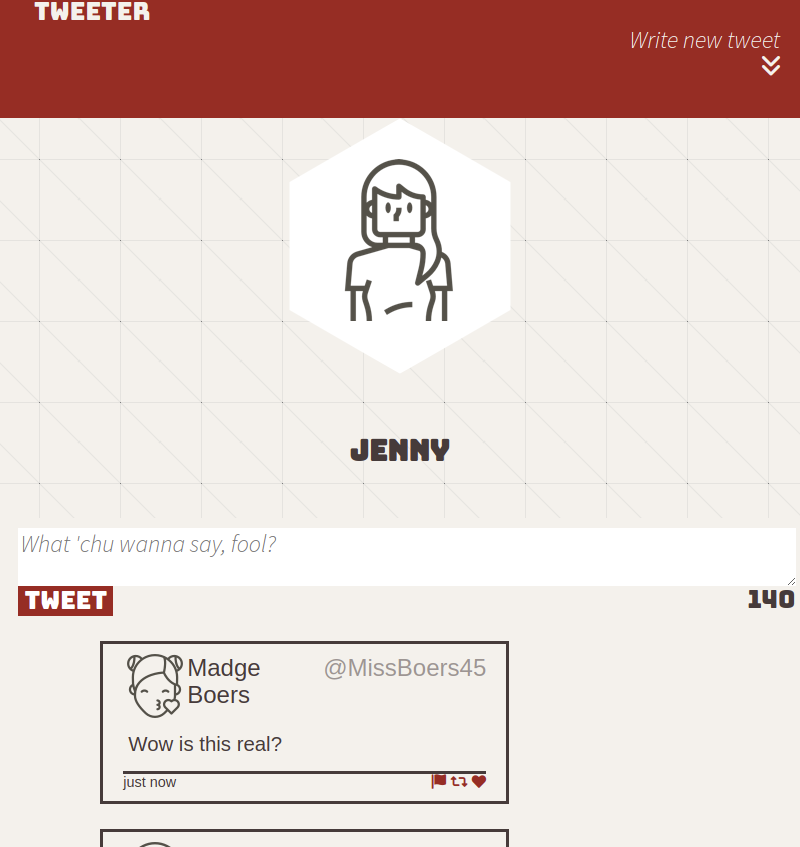 TWEETER
Write new tweet
JENNY
What 'chu wanna say, fool?
TWEET
140
Madge Boers
@MissBoers45
Wow is this real?
just now